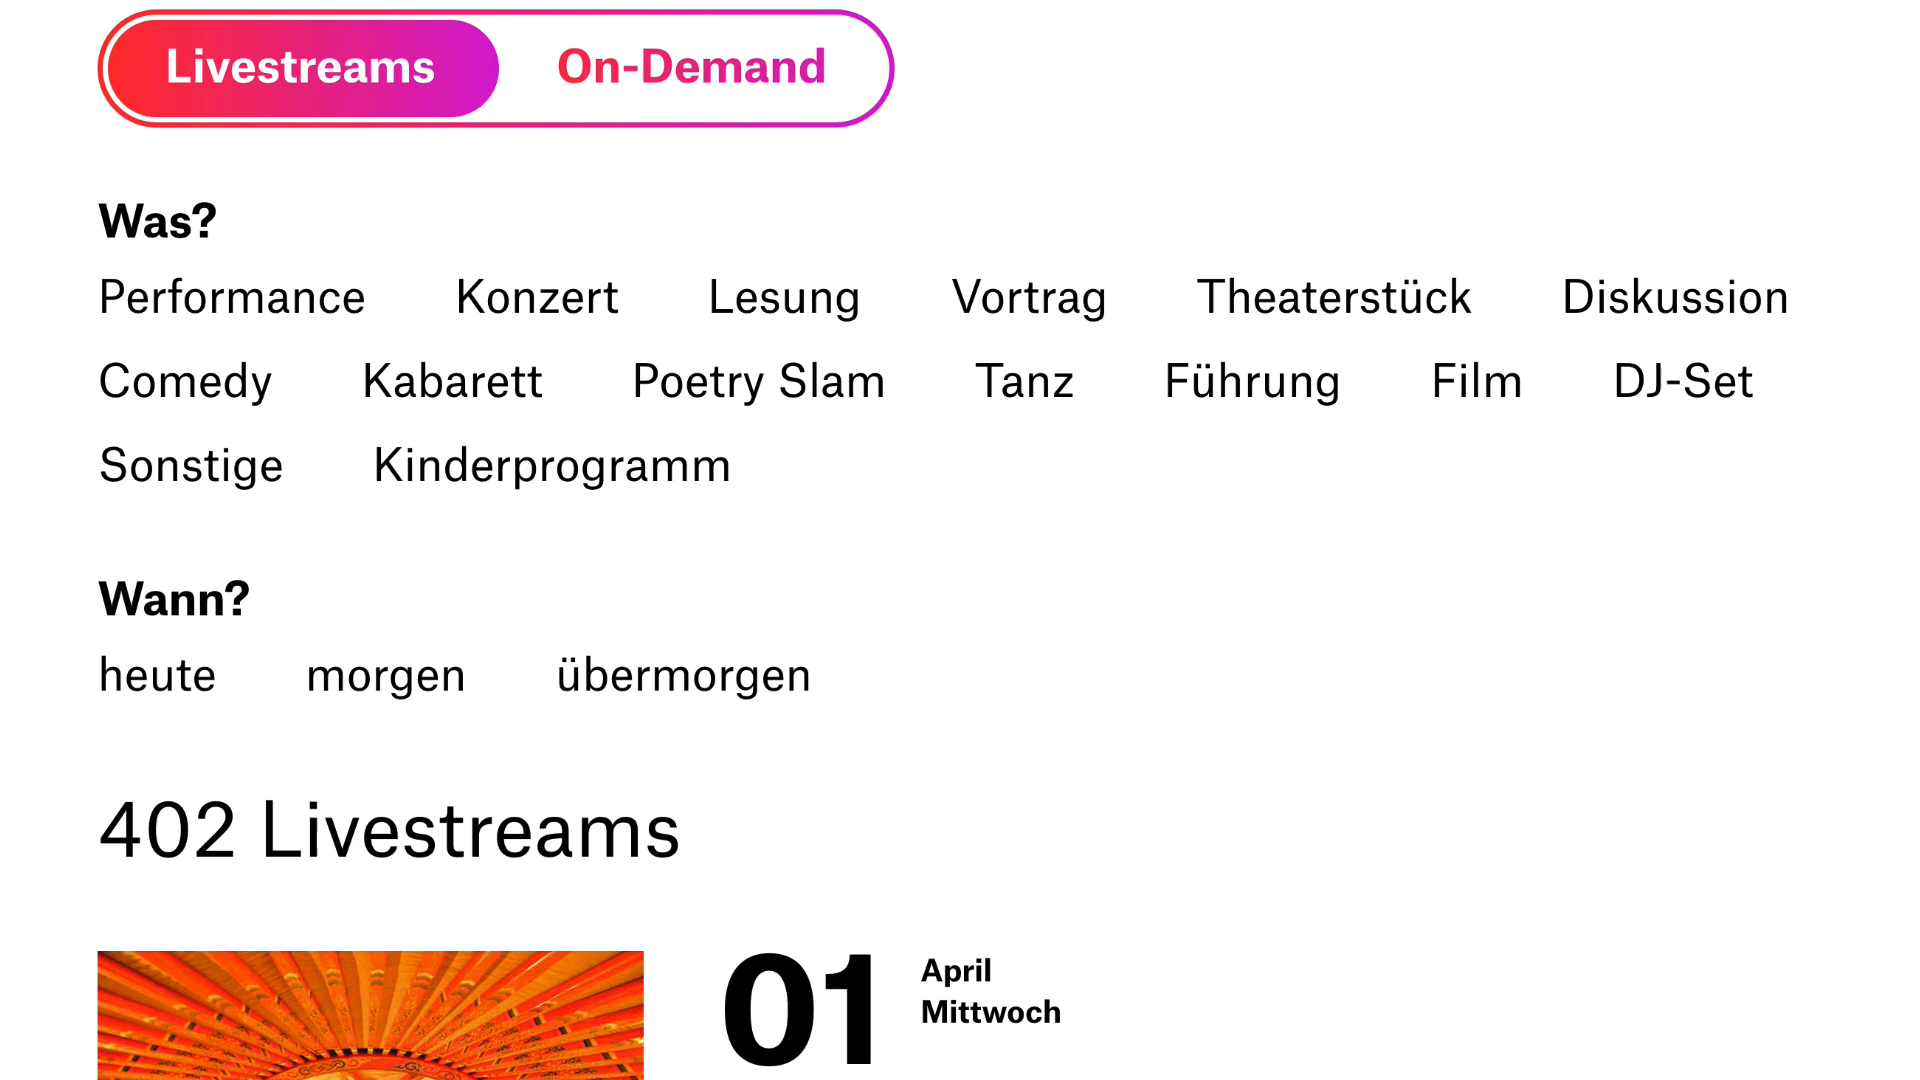 Livestreams On-Demand
Was?
Performance Konzert Lesung Vortrag Theaterstück Diskussion
Comedy Kabarett Poetry Slam Tanz Führung Film DJ-Set
Sonstige Kinderprogramm
Wann?
heute morgen übermorgen
402 Livestreams
01 April
Mittwoch